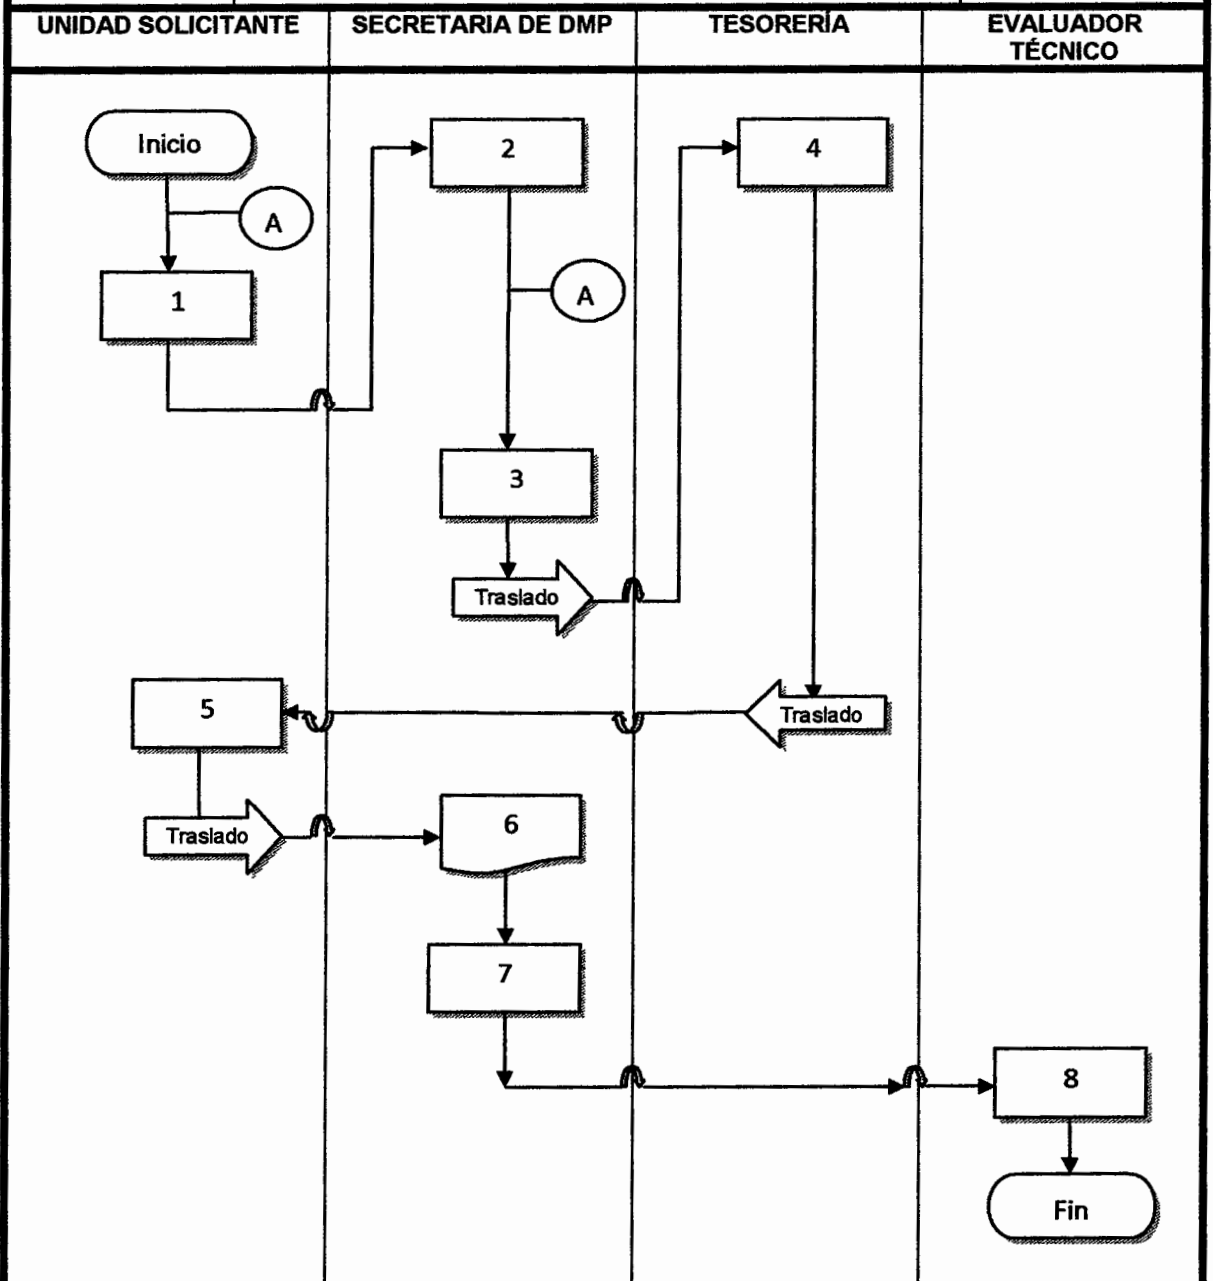 UNIDAD SOLICITANTE
SECRETARIA DE DMP
TESORERÍA
EVALUADOR
TÉCNICO
Inicio
2
4
A
1
A
3
Traslado
5
Traslado
Traslado
6
7
8
Fin